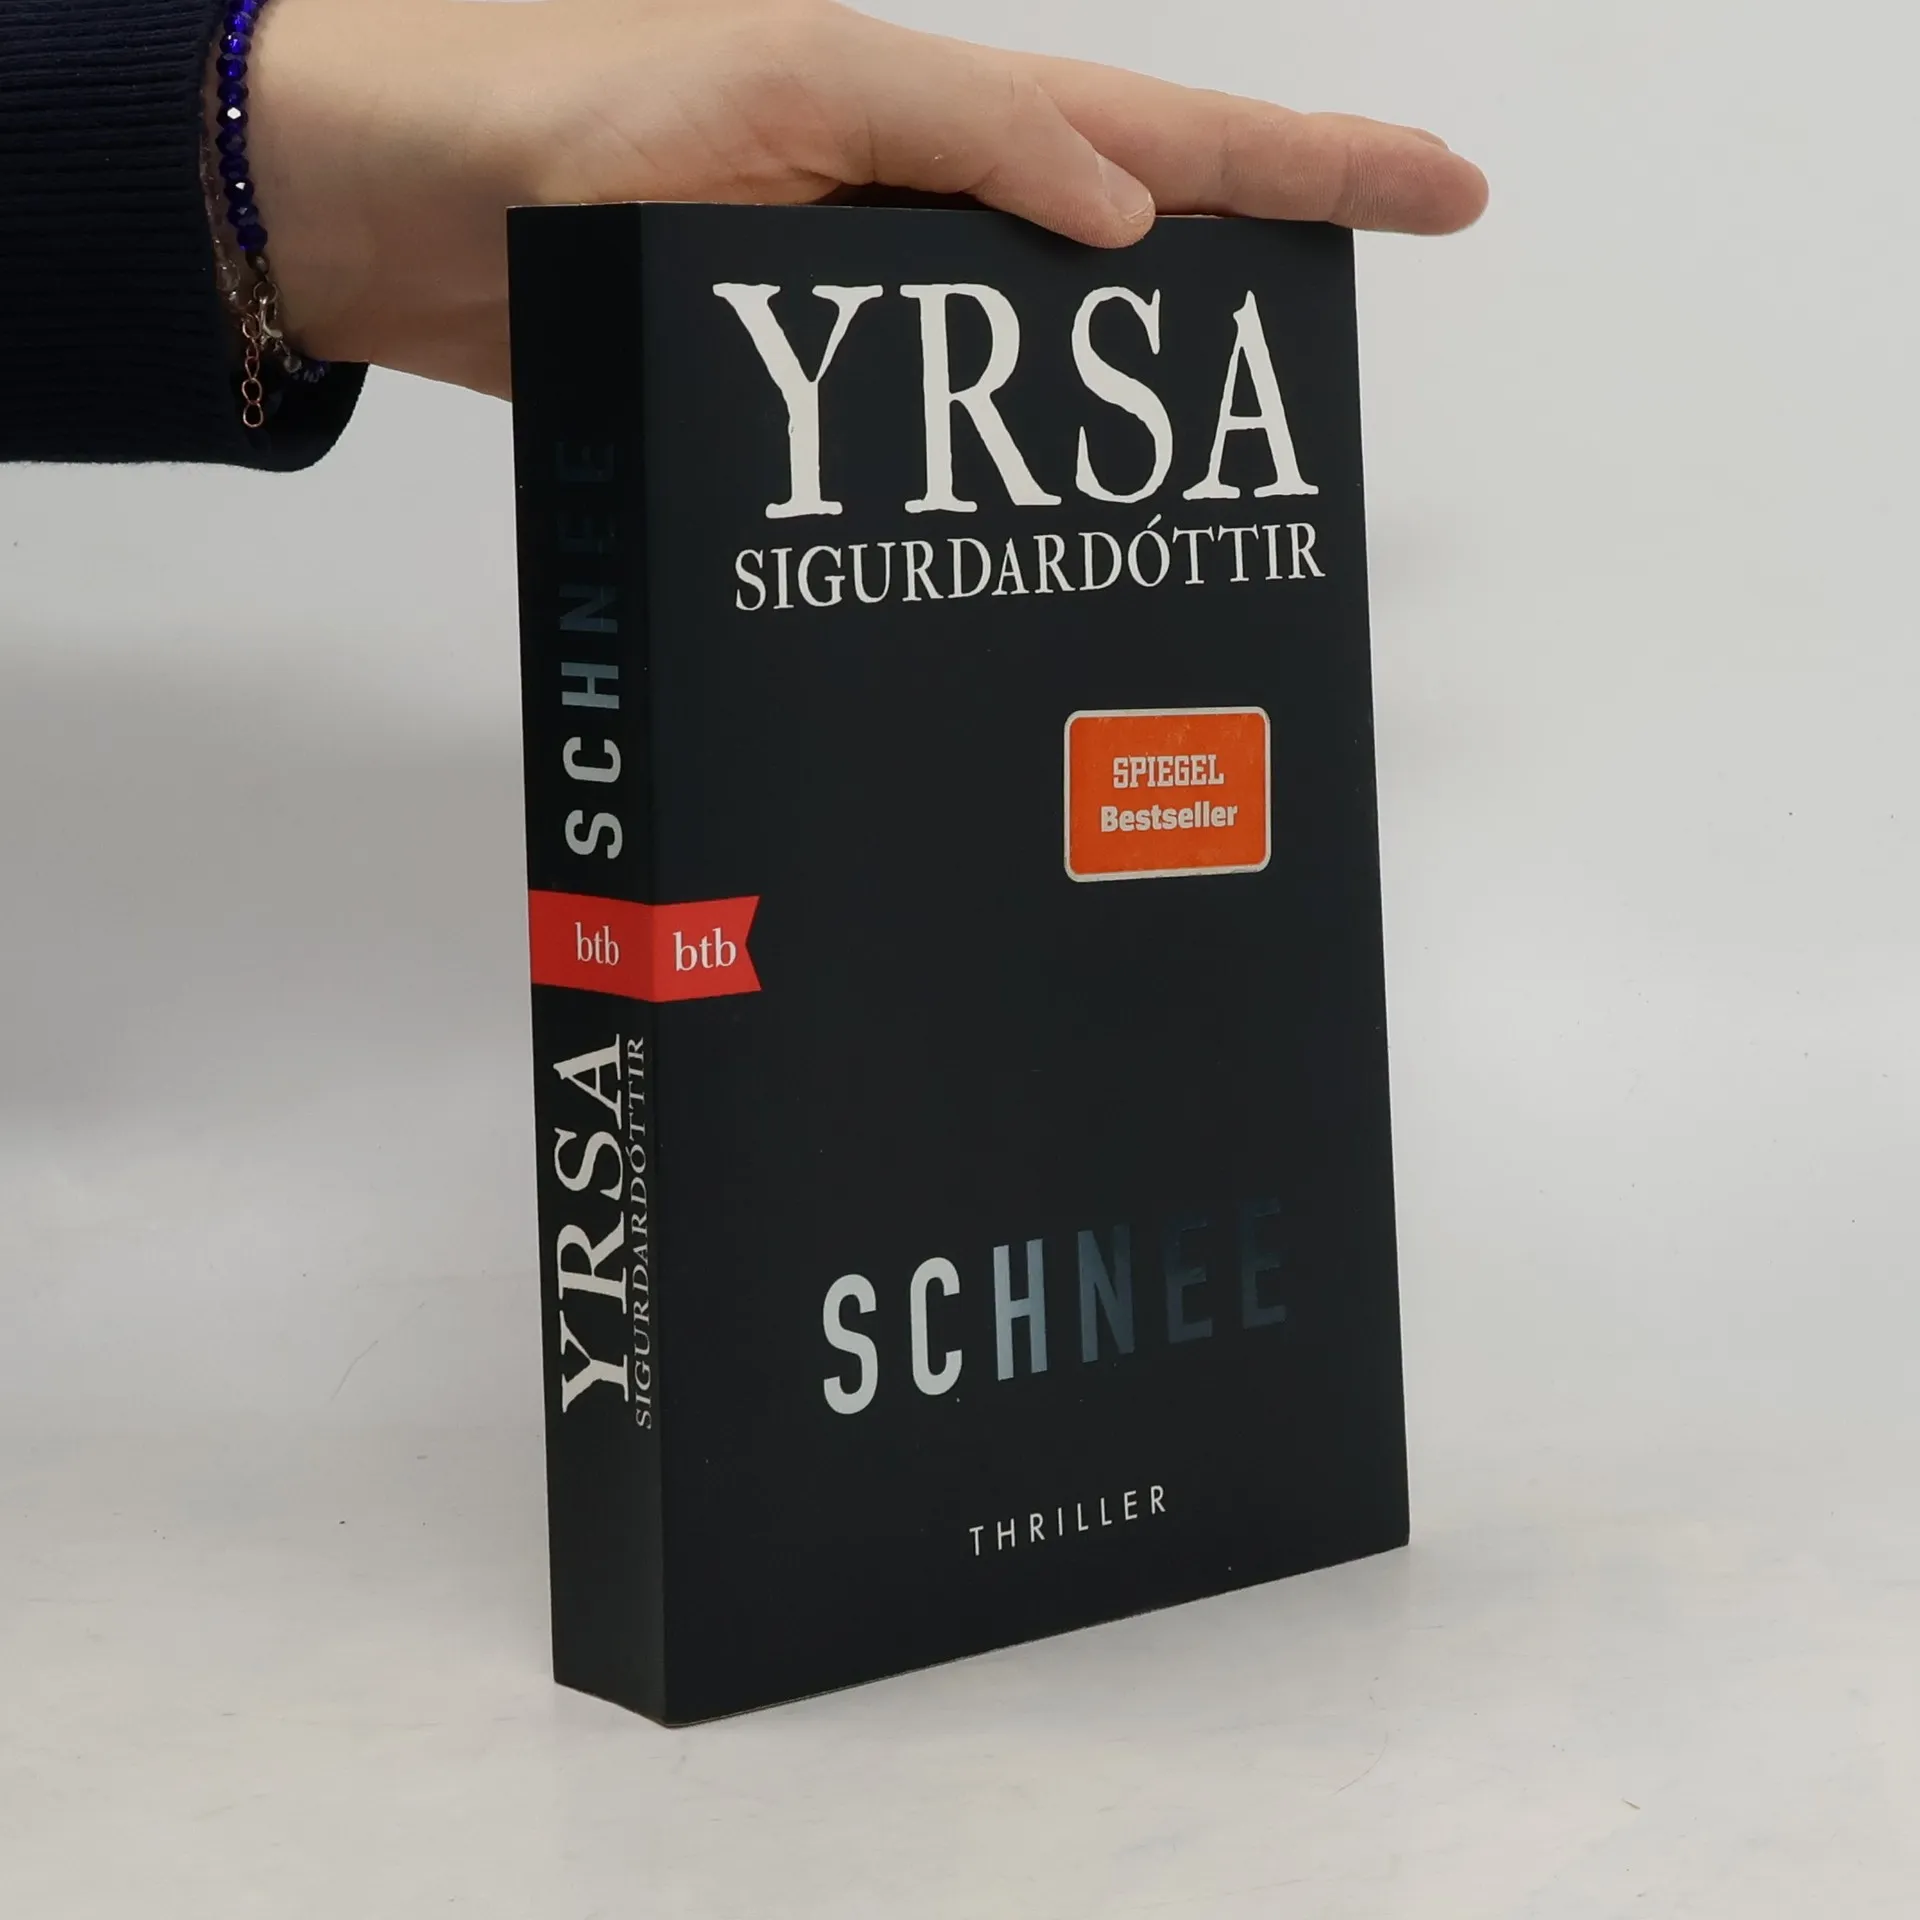 YRSA
SIGURDARDÓTTIR
SPIEGEL
Bestseller
btb
SCHNEE
THRILLER
SCHNEE
btb
YRSA
SIGURDARDÓTTIR